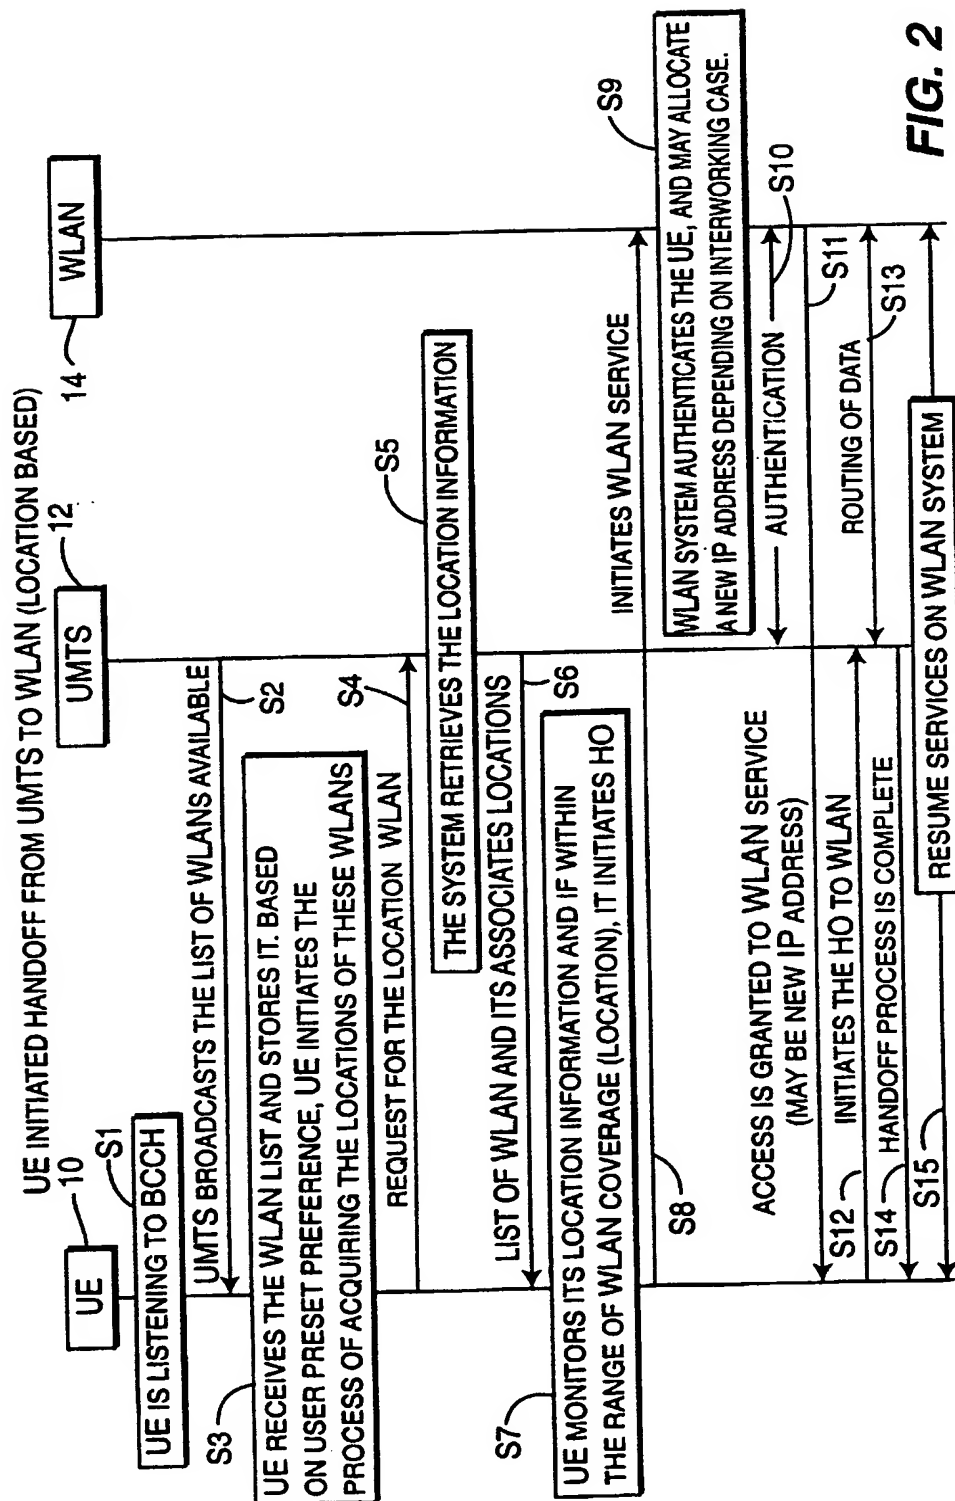 UE INITIATED HANDOFF FROM UMTS TO WLAN (LOCATION BASED)
10
12
14
UE
UMTS
WLAN
S1
UE IS LISTENING TO BCCH
UMTS BROADCASTS THE LIST OF WLANS AVAILABLE
S2
S3
UE RECEIVES THE WLAN LIST AND STORES IT. BASED
ON USER PRESET PREFERENCE, UE INITIATES THE
PROCESS OF ACQUIRING THE LOCATIONS OF THESE WLANS
S4
REQUEST FOR THE LOCATION WLAN
S5
THE SYSTEM RETRIEVES THE LOCATION INFORMATION
LIST OF WLAN AND ITS ASSOCIATES LOCATIONS
S6
S7
UE MONITORS ITS LOCATION INFORMATION AND IF WITHIN
THE RANGE OF WLAN COVERAGE (LOCATION), IT INITIATES HO
INITIATES WLAN SERVICE
S8
S9
WLAN SYSTEM AUTHENTICATES THE UE, AND MAY ALLOCATE
A NEW IP ADDRESS DEPENDING ON INTERWORKING CASE.
AUTHENTICATION
S10
ACCESS IS GRANTED TO WLAN SERVICE
(MAY BE NEW IP ADDRESS)
S11
S12
INITIATES THE HO TO WLAN
ROUTING OF DATA
S13
S14
HANDOFF PROCESS IS COMPLETE
S15
RESUME SERVICES ON WLAN SYSTEM
FIG. 2